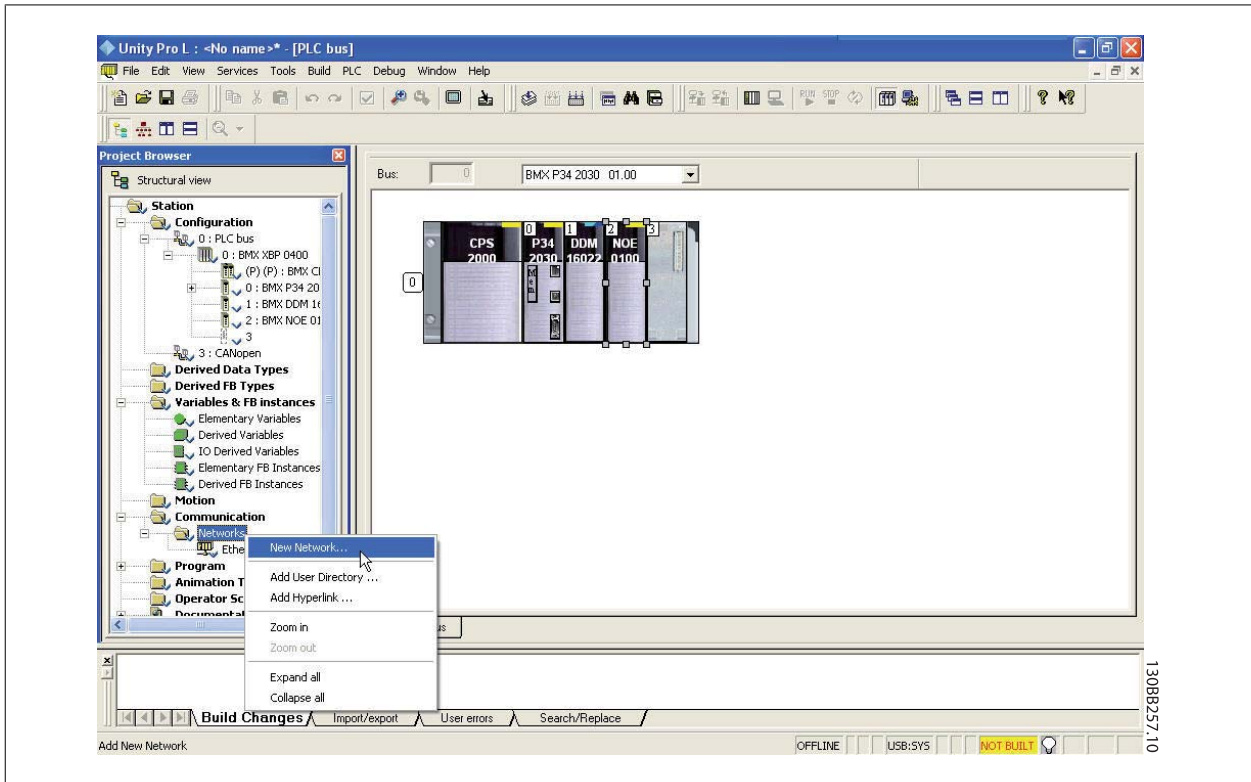 Unity Pro L : <No name>* - [PLC bus]
File Edit View Services Tools Build PLC Debug Window Help
RUN STOP
Project Browser
Structural view
Bus: 0 BMX P34 2030 01.00
Station
Configuration
0 : PLC bus
0 : BMX XBP 0400
(P) (P) : BMX C
0 : BMX P34 20
1 : BMX DDM 16
2 : BMX NOE 01
3
3 : CANopen
Derived Data Types
Derived FB Types
Variables & FB instances
Elementary Variables
Derived Variables
IO Derived Variables
Elementary FB Instances
Derived FB Instances
Motion
Communication
Networks
Ethe
Program
Animation T
Operator Sc
Documentat
0
CPS 2000
0 P34 2030
1 DDM 16022
2 NOE 0100
3
New Network...
Add User Directory ...
Add Hyperlink ...
Zoom in
Zoom out
Expand all
Collapse all
us
Build Changes Import/export User errors Search/Replace
Add New Network OFFLINE USB:SYS NOT BUILT
130BB257.10